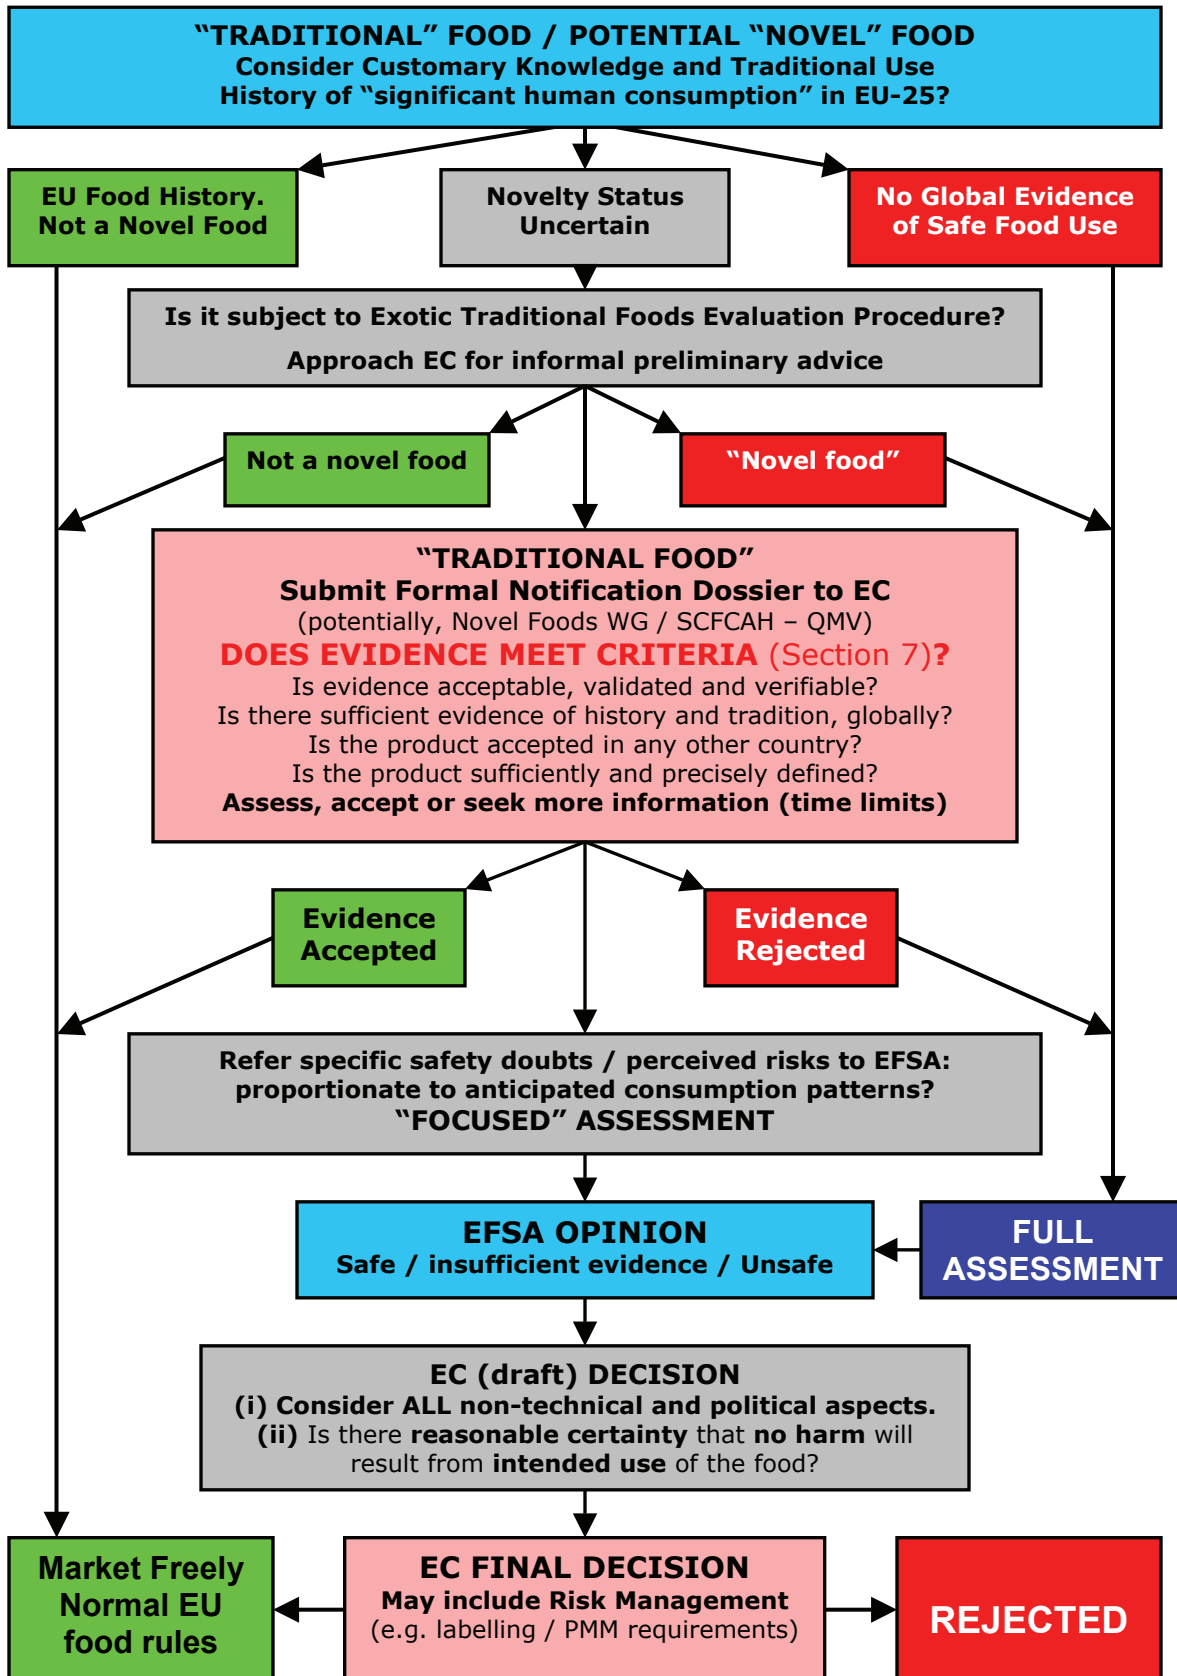 “TRADITIONAL” FOOD / POTENTIAL “NOVEL” FOOD
Consider Customary Knowledge and Traditional Use
History of “significant human consumption” in EU-25?
EU Food History.
Not a Novel Food
Novelty Status
Uncertain
No Global Evidence
of Safe Food Use
Is it subject to Exotic Traditional Foods Evaluation Procedure?
Approach EC for informal preliminary advice
Not a novel food
“Novel food”
“TRADITIONAL FOOD”
Submit Formal Notification Dossier to EC
(potentially, Novel Foods WG / SCFCAH – QMV)
DOES EVIDENCE MEET CRITERIA (Section 7)?
Is evidence acceptable, validated and verifiable?
Is there sufficient evidence of history and tradition, globally?
Is the product accepted in any other country?
Is the product sufficiently and precisely defined?
Assess, accept or seek more information (time limits)
Evidence
Accepted
Evidence
Rejected
Refer specific safety doubts / perceived risks to EFSA:
proportionate to anticipated consumption patterns?
“FOCUSED” ASSESSMENT
EFSA OPINION
Safe / insufficient evidence / Unsafe
FULL
ASSESSMENT
EC (draft) DECISION
(i) Consider ALL non-technical and political aspects.
(ii) Is there reasonable certainty that no harm will
result from intended use of the food?
Market Freely
Normal EU
food rules
EC FINAL DECISION
May include Risk Management
(e.g. labelling / PMM requirements)
REJECTED